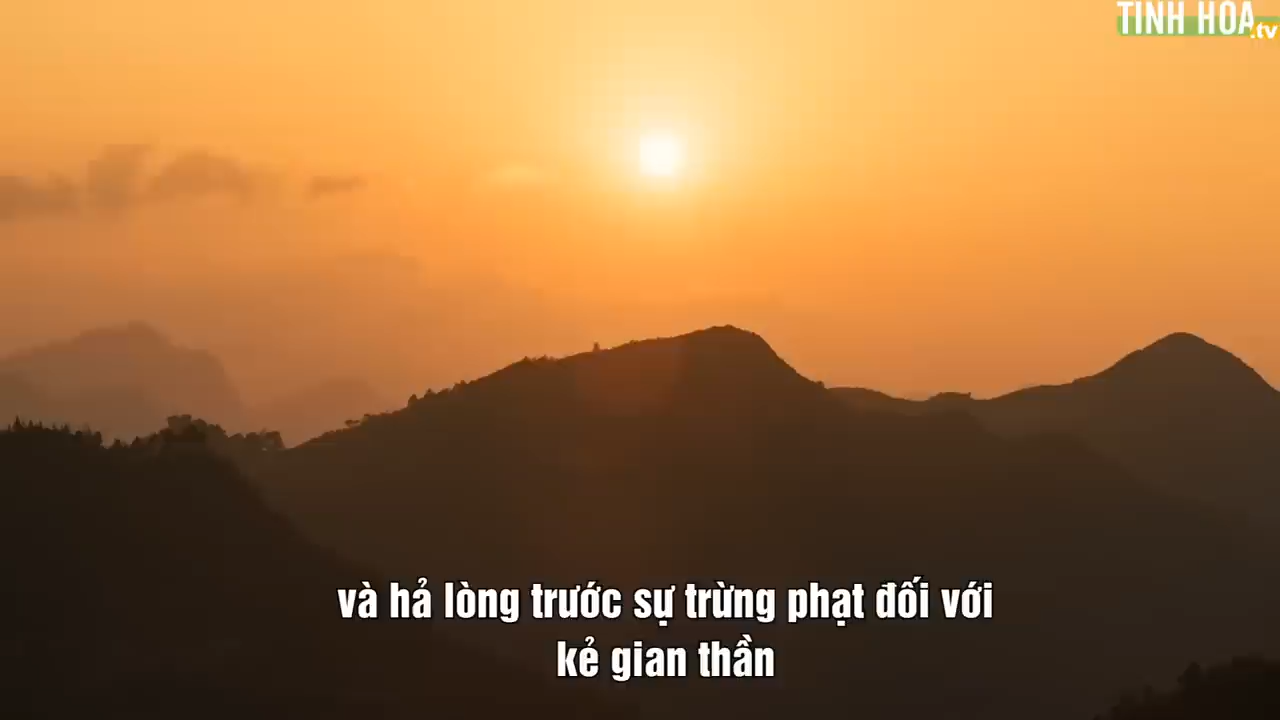 TINH HOA
.tv
và hả lòng trước sự trừng phạt đối với
kẻ gian thần